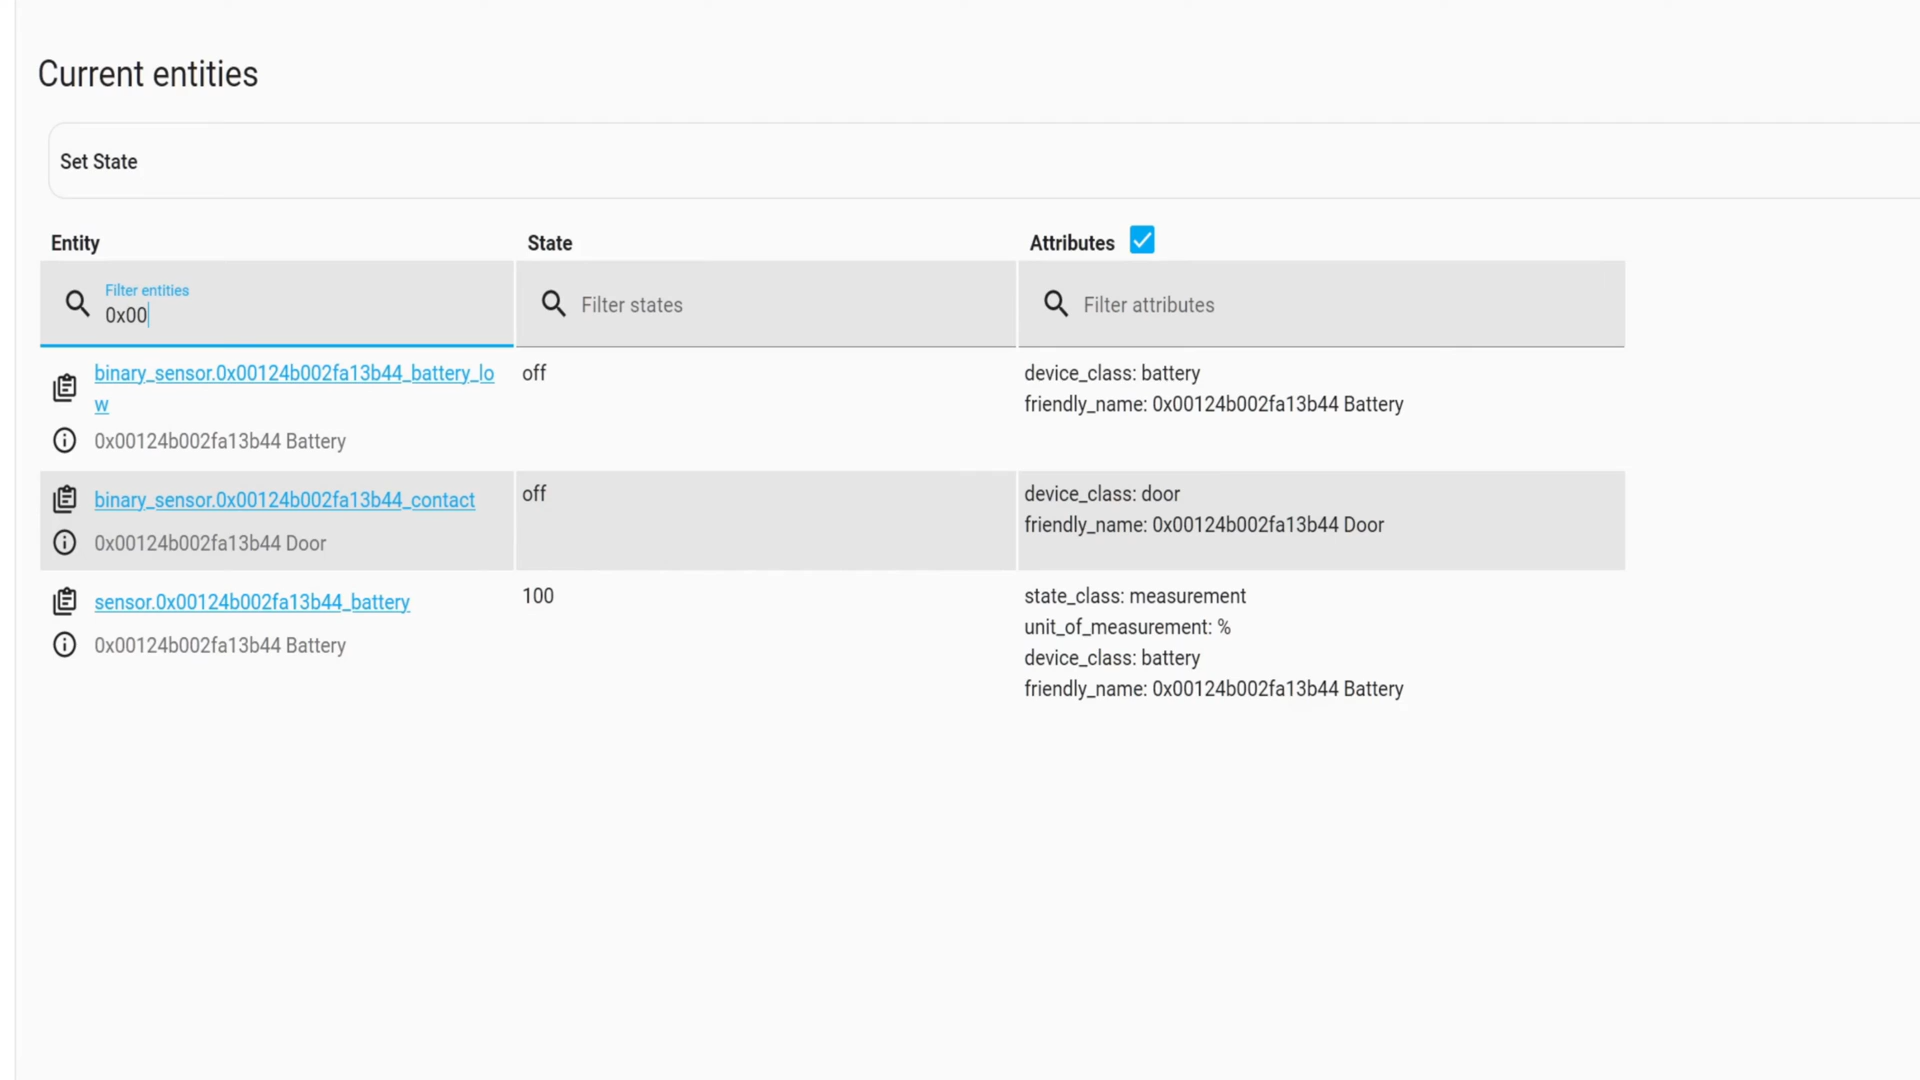 Current entities
Set State
Entity
State
Attributes
Filter entities
0x00
Filter states
Filter attributes
binary_sensor.0x00124b002fa13b44_battery_lo
w
0x00124b002fa13b44 Battery
off
device_class: battery
friendly_name: 0x00124b002fa13b44 Battery
binary_sensor.0x00124b002fa13b44_contact
0x00124b002fa13b44 Door
off
device_class: door
friendly_name: 0x00124b002fa13b44 Door
sensor.0x00124b002fa13b44_battery
0x00124b002fa13b44 Battery
100
state_class: measurement
unit_of_measurement: %
device_class: battery
friendly_name: 0x00124b002fa13b44 Battery